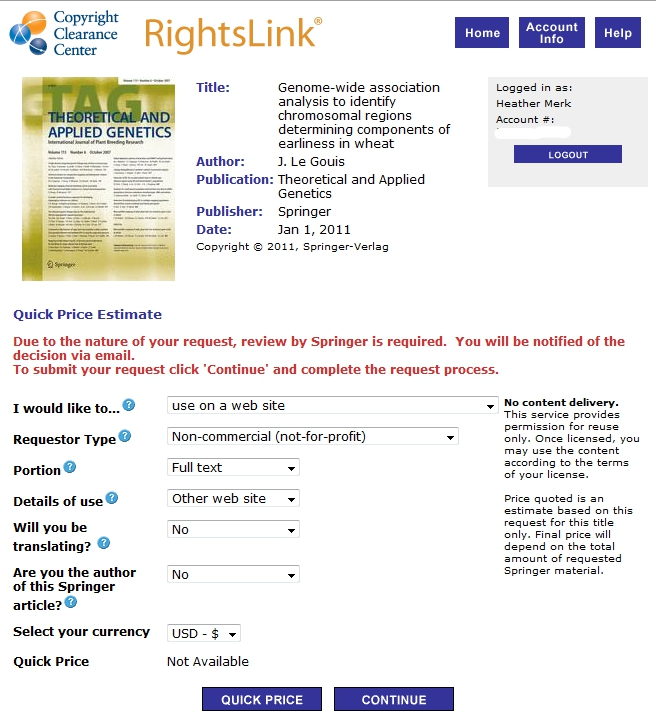 Copyright
Clearance
Center
RightsLink®
Home
Account
Info
Help
TAG
THEORETICAL AND
APPLIED GENETICS
International Journal of Plant Breeding Research
Volume 115 Number 6 October 2007
Springer
Title: Genome-wide association
analysis to identify
chromosomal regions
determining components of
earliness in wheat
Author: J. Le Gouis
Publication: Theoretical and Applied
Genetics
Publisher: Springer
Date: Jan 1, 2011
Copyright © 2011, Springer-Verlag
Logged in as:
Heather Merk
Account #:
LOGOUT
Quick Price Estimate
Due to the nature of your request, review by Springer is required. You will be notified of the
decision via email.
To submit your request click 'Continue' and complete the request process.
I would like to... ? use on a web site
Requestor Type ? Non-commercial (not-for-profit)
Portion ? Full text
Details of use ? Other web site
Will you be
translating? ? No
Are you the author
of this Springer
article? ? No
Select your currency USD - $
Quick Price Not Available
No content delivery.
This service provides
permission for reuse
only. Once licensed, you
may use the content
according to the terms
of your license.
Price quoted is an
estimate based on this
request for this title
only. Final price will
depend on the total
amount of requested
Springer material.
QUICK PRICE
CONTINUE